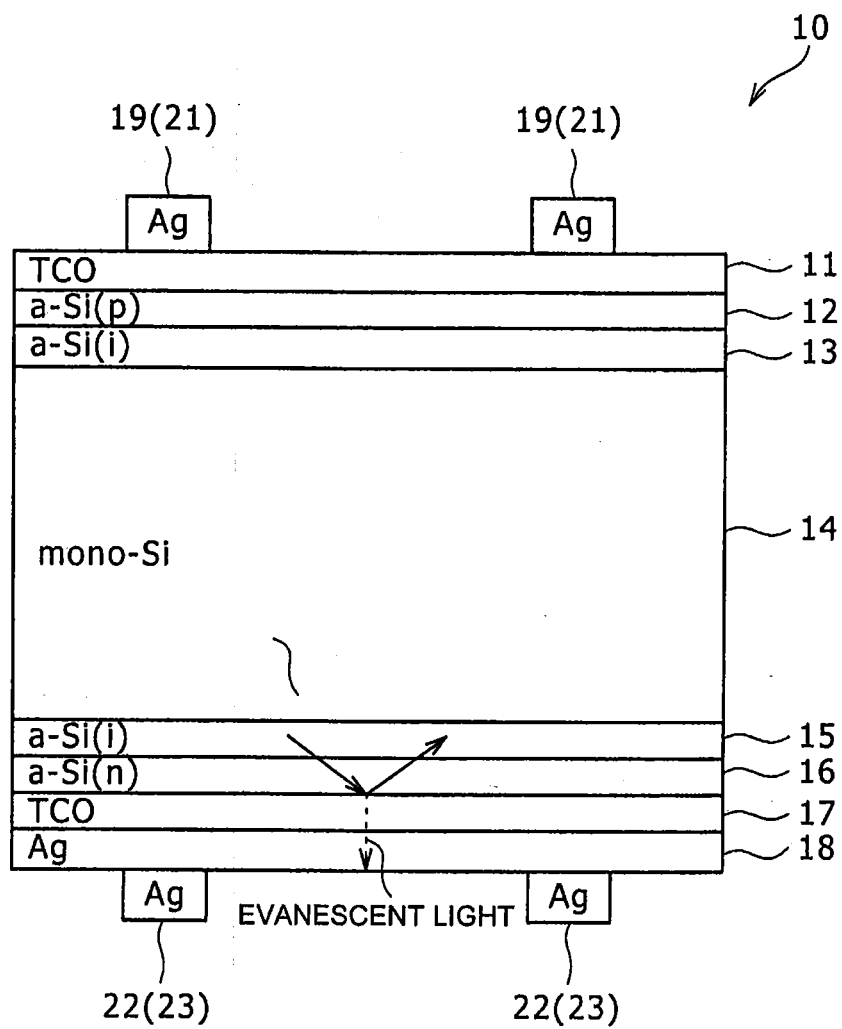 10
19(21)
19(21)
Ag
Ag
TCO
11
a-Si(p)
12
a-Si(i)
13
mono-Si
14
a-Si(i)
15
a-Si(n)
16
TCO
17
Ag
18
Ag
EVANESCENT LIGHT
Ag
22(23)
22(23)